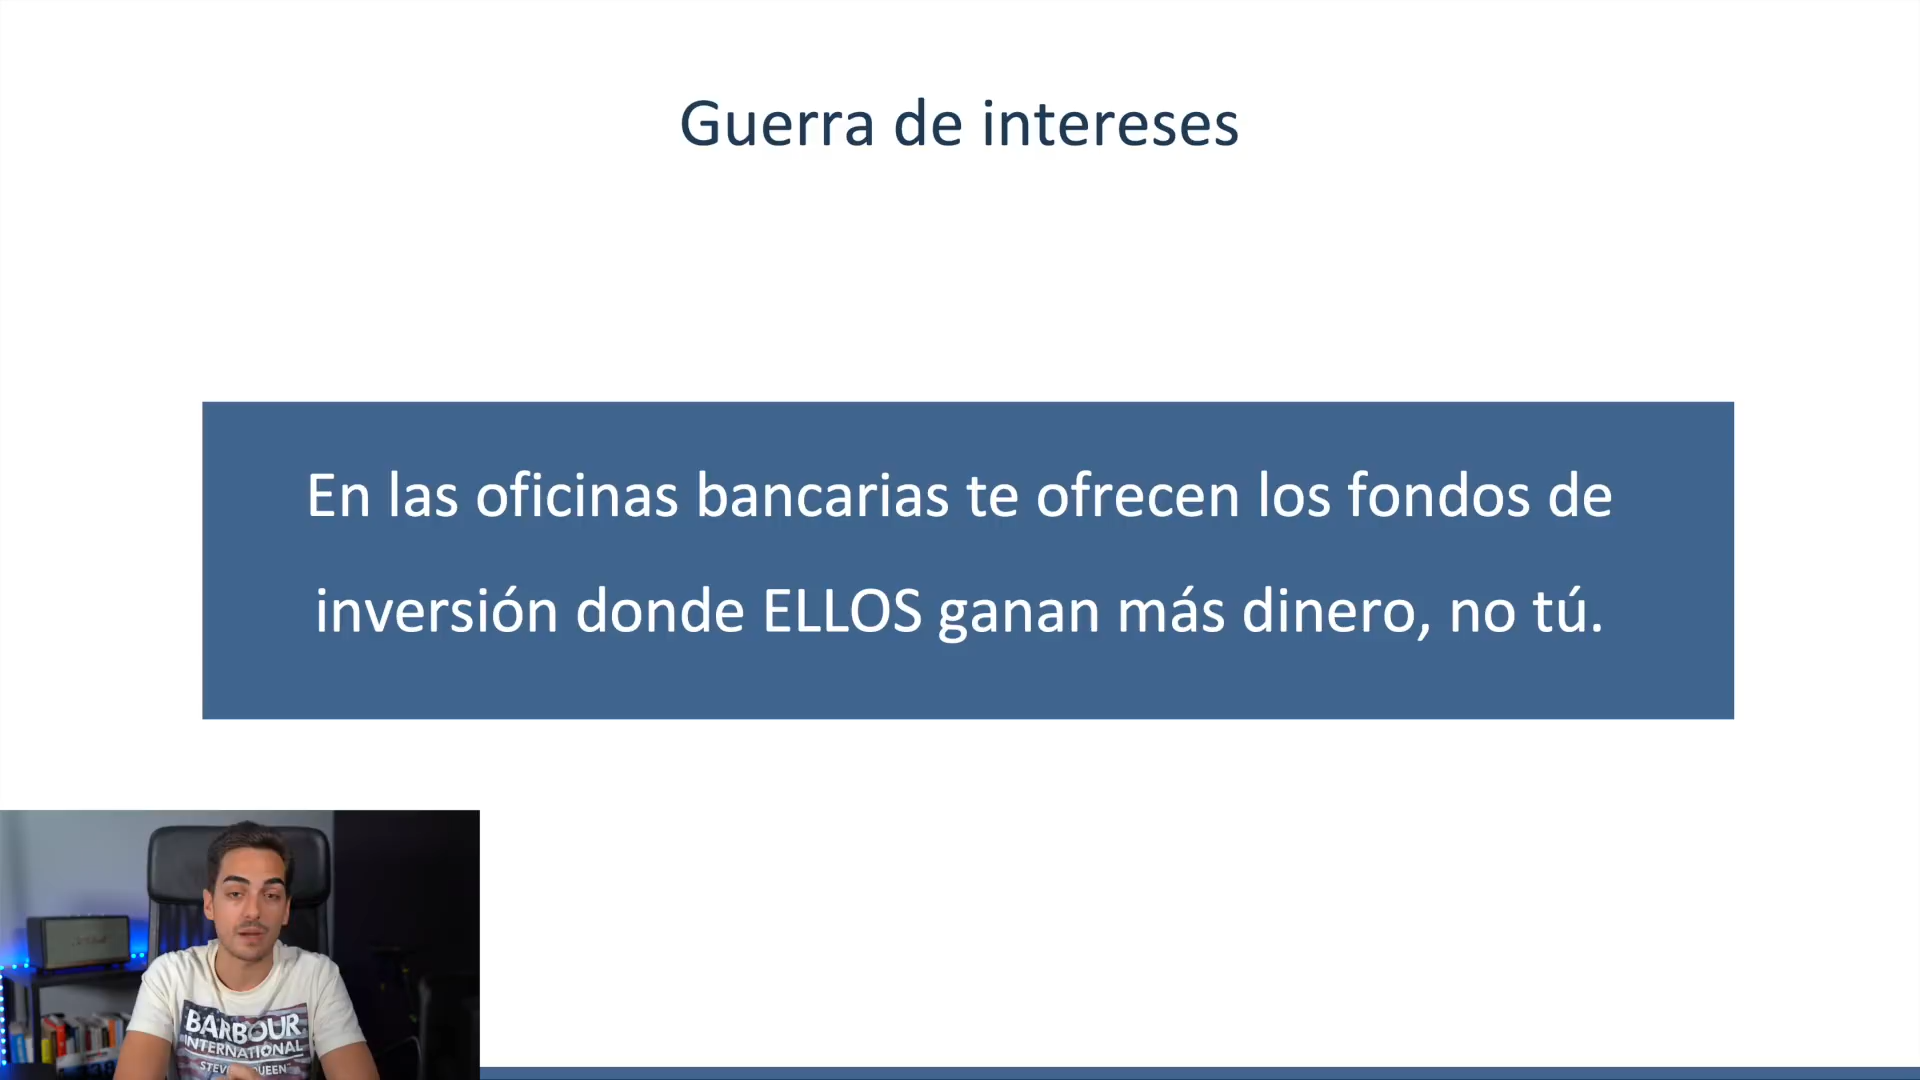 Guerra de intereses
En las oficinas bancarias te ofrecen los fondos de
inversión donde ELLOS ganan más dinero, no tú.
BARBOUR
INTERNATIONAL